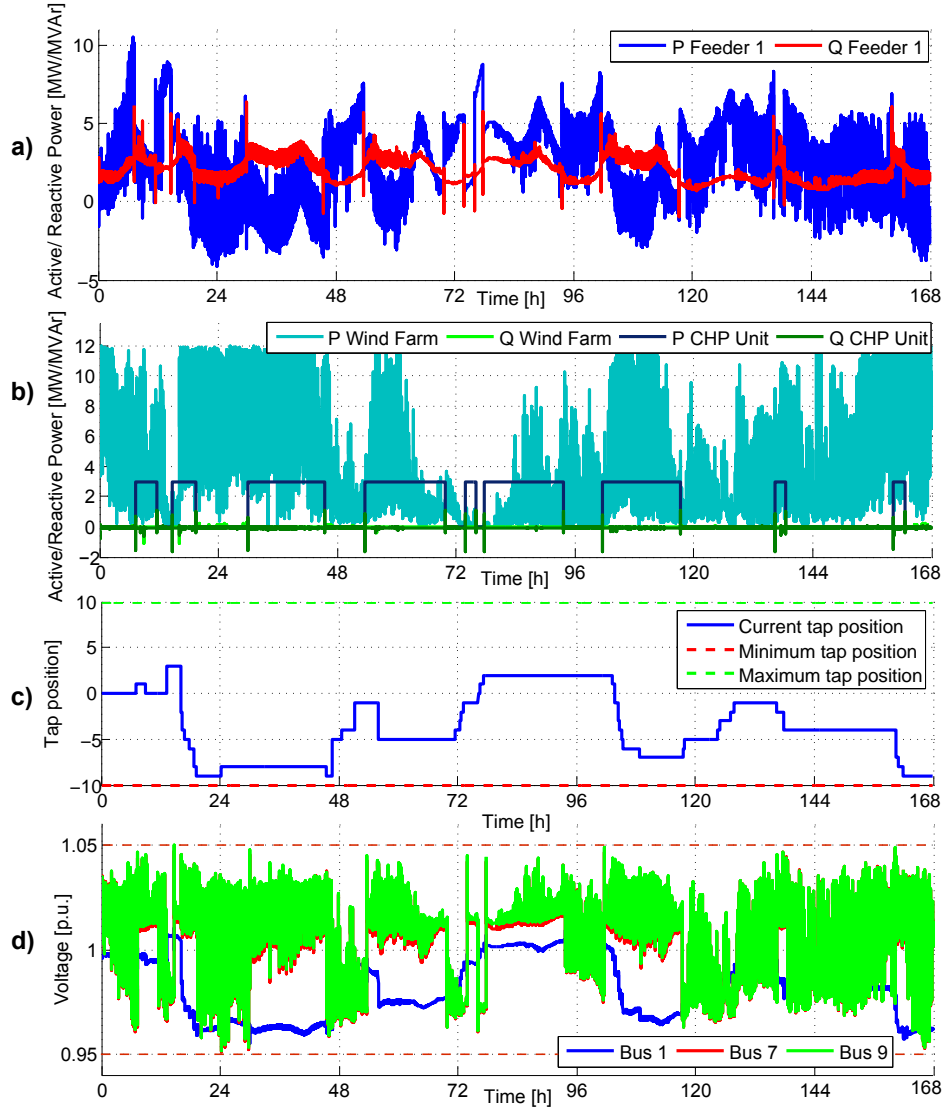 a)
Active/ Reactive Power [MW/MVAr]
10
5
0
−5
P Feeder 1
Q Feeder 1
0
24
48
72
96
120
144
168
Time [h]
b)
Active/Reactive Power [MW/MVAr]
12
10
8
6
4
2
0
−2
P Wind Farm
Q Wind Farm
P CHP Unit
Q CHP Unit
0
24
48
72
96
120
144
168
Time [h]
c)
Tap position]
10
5
0
−5
−10
Current tap position
Minimum tap position
Maximum tap position
0
24
48
72
96
120
144
168
Time [h]
d)
Voltage [p.u.]
1.05
1
0.95
Bus 1
Bus 7
Bus 9
0
24
48
72
96
120
144
168
Time [h]